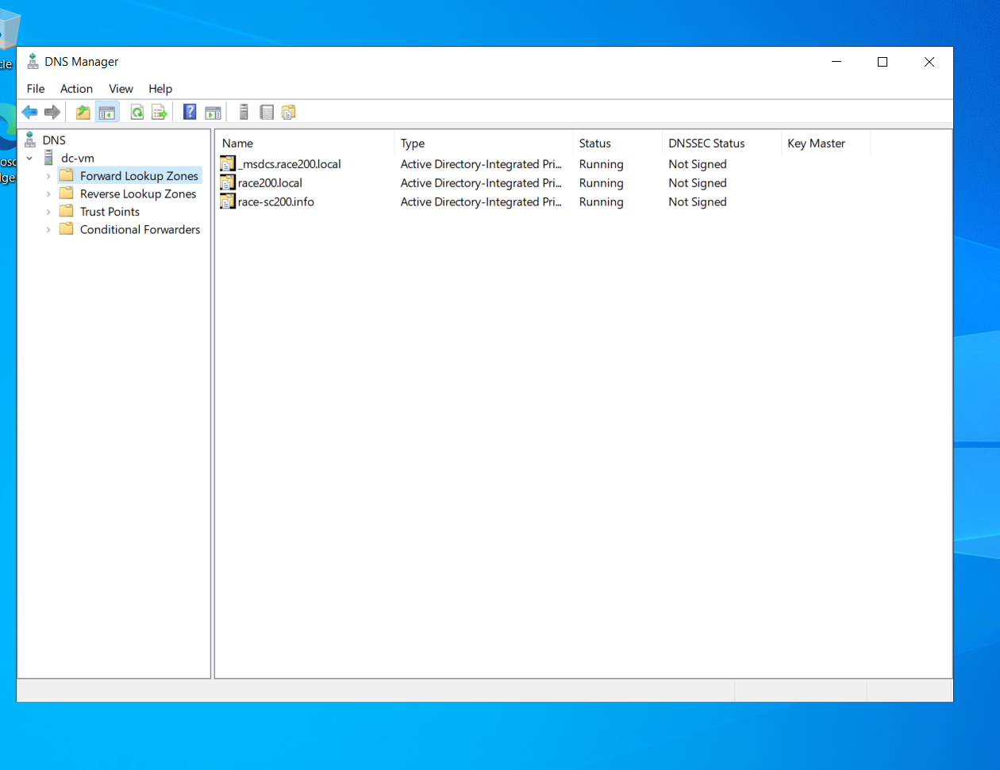 DNS Manager
File Action View Help
DNS
dc-vm
Forward Lookup Zones
Reverse Lookup Zones
Trust Points
Conditional Forwarders
Name Type Status DNSSEC Status Key Master
_msdcs.race200.local Active Directory-Integrated Pri... Running Not Signed
race200.local Active Directory-Integrated Pri... Running Not Signed
race-sc200.info Active Directory-Integrated Pri... Running Not Signed
cle
osc
dge